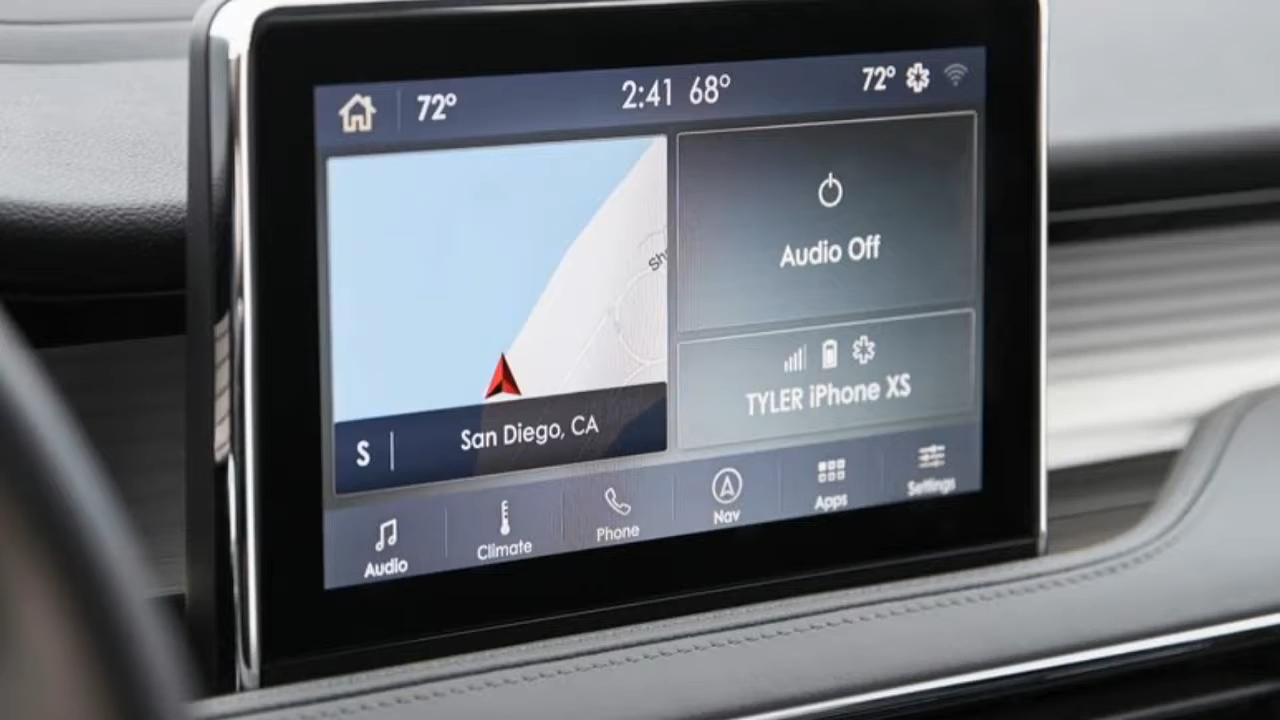 72° 2:41 68° 72°
Sh
Audio Off
TYLER iPhone XS
S San Diego, CA
Audio Climate Phone Nav Apps Settings